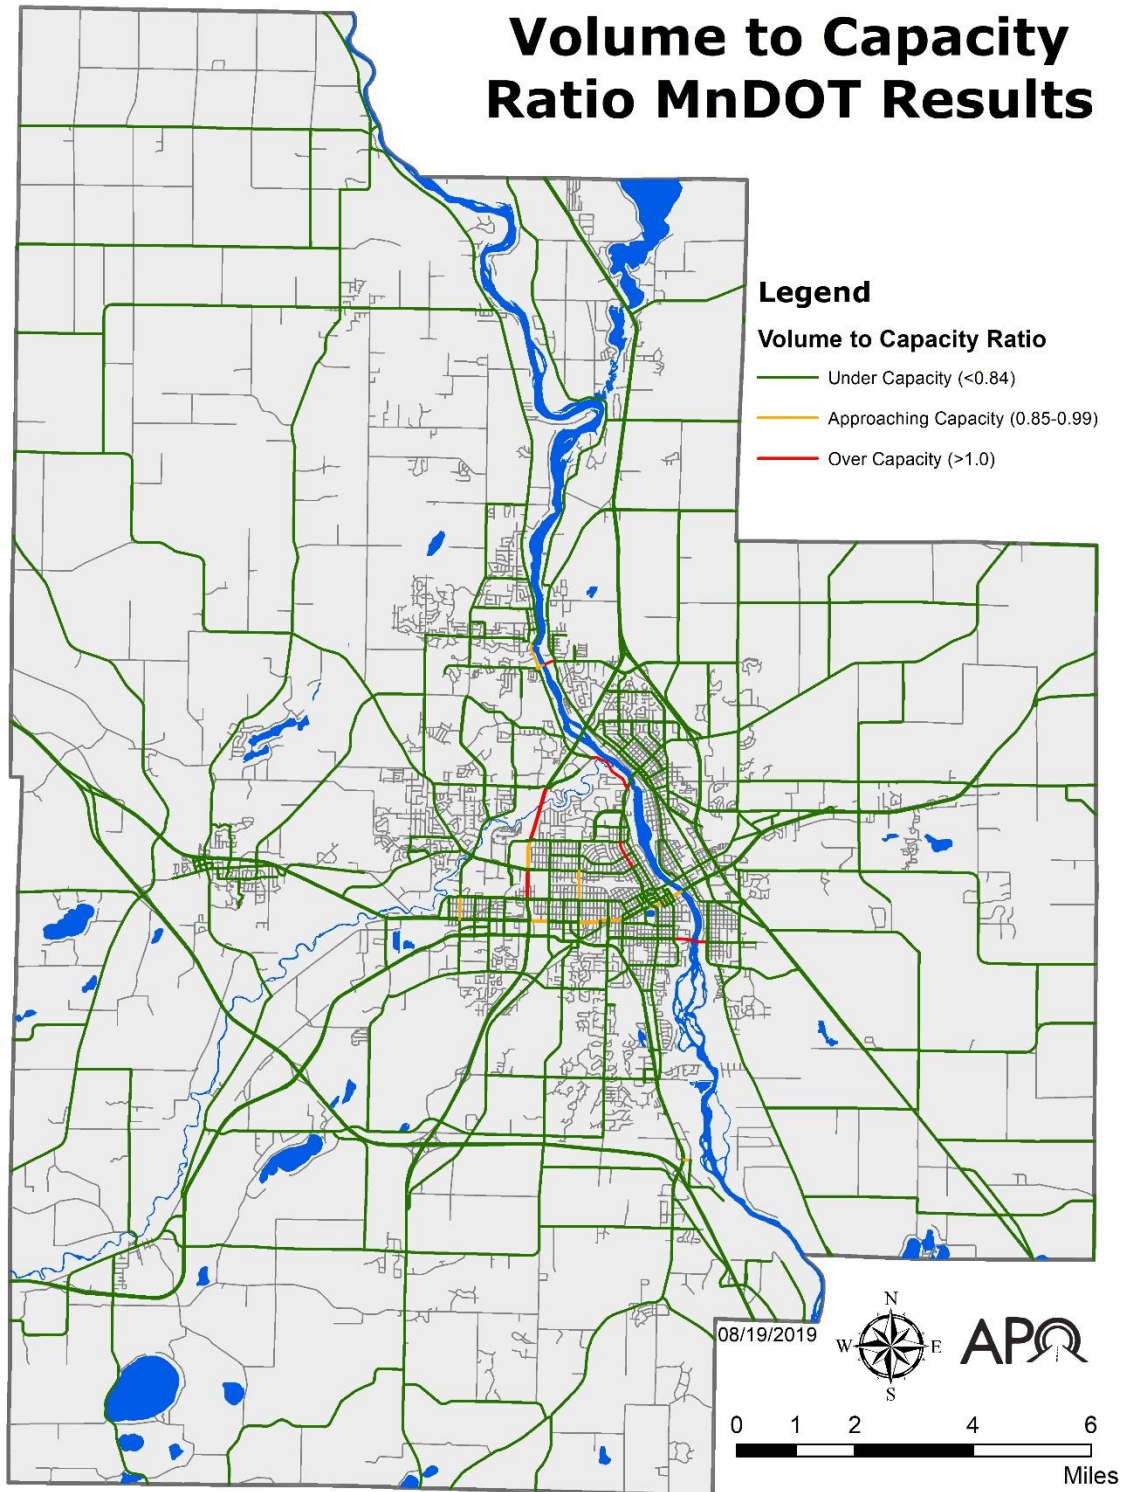 Volume to Capacity
Ratio MnDOT Results
Legend
Volume to Capacity Ratio
Under Capacity (<0.84)
Approaching Capacity (0.85-0.99)
Over Capacity (>1.0)
08/19/2019
N
W E
S
APO
0 1 2 4 6
Miles